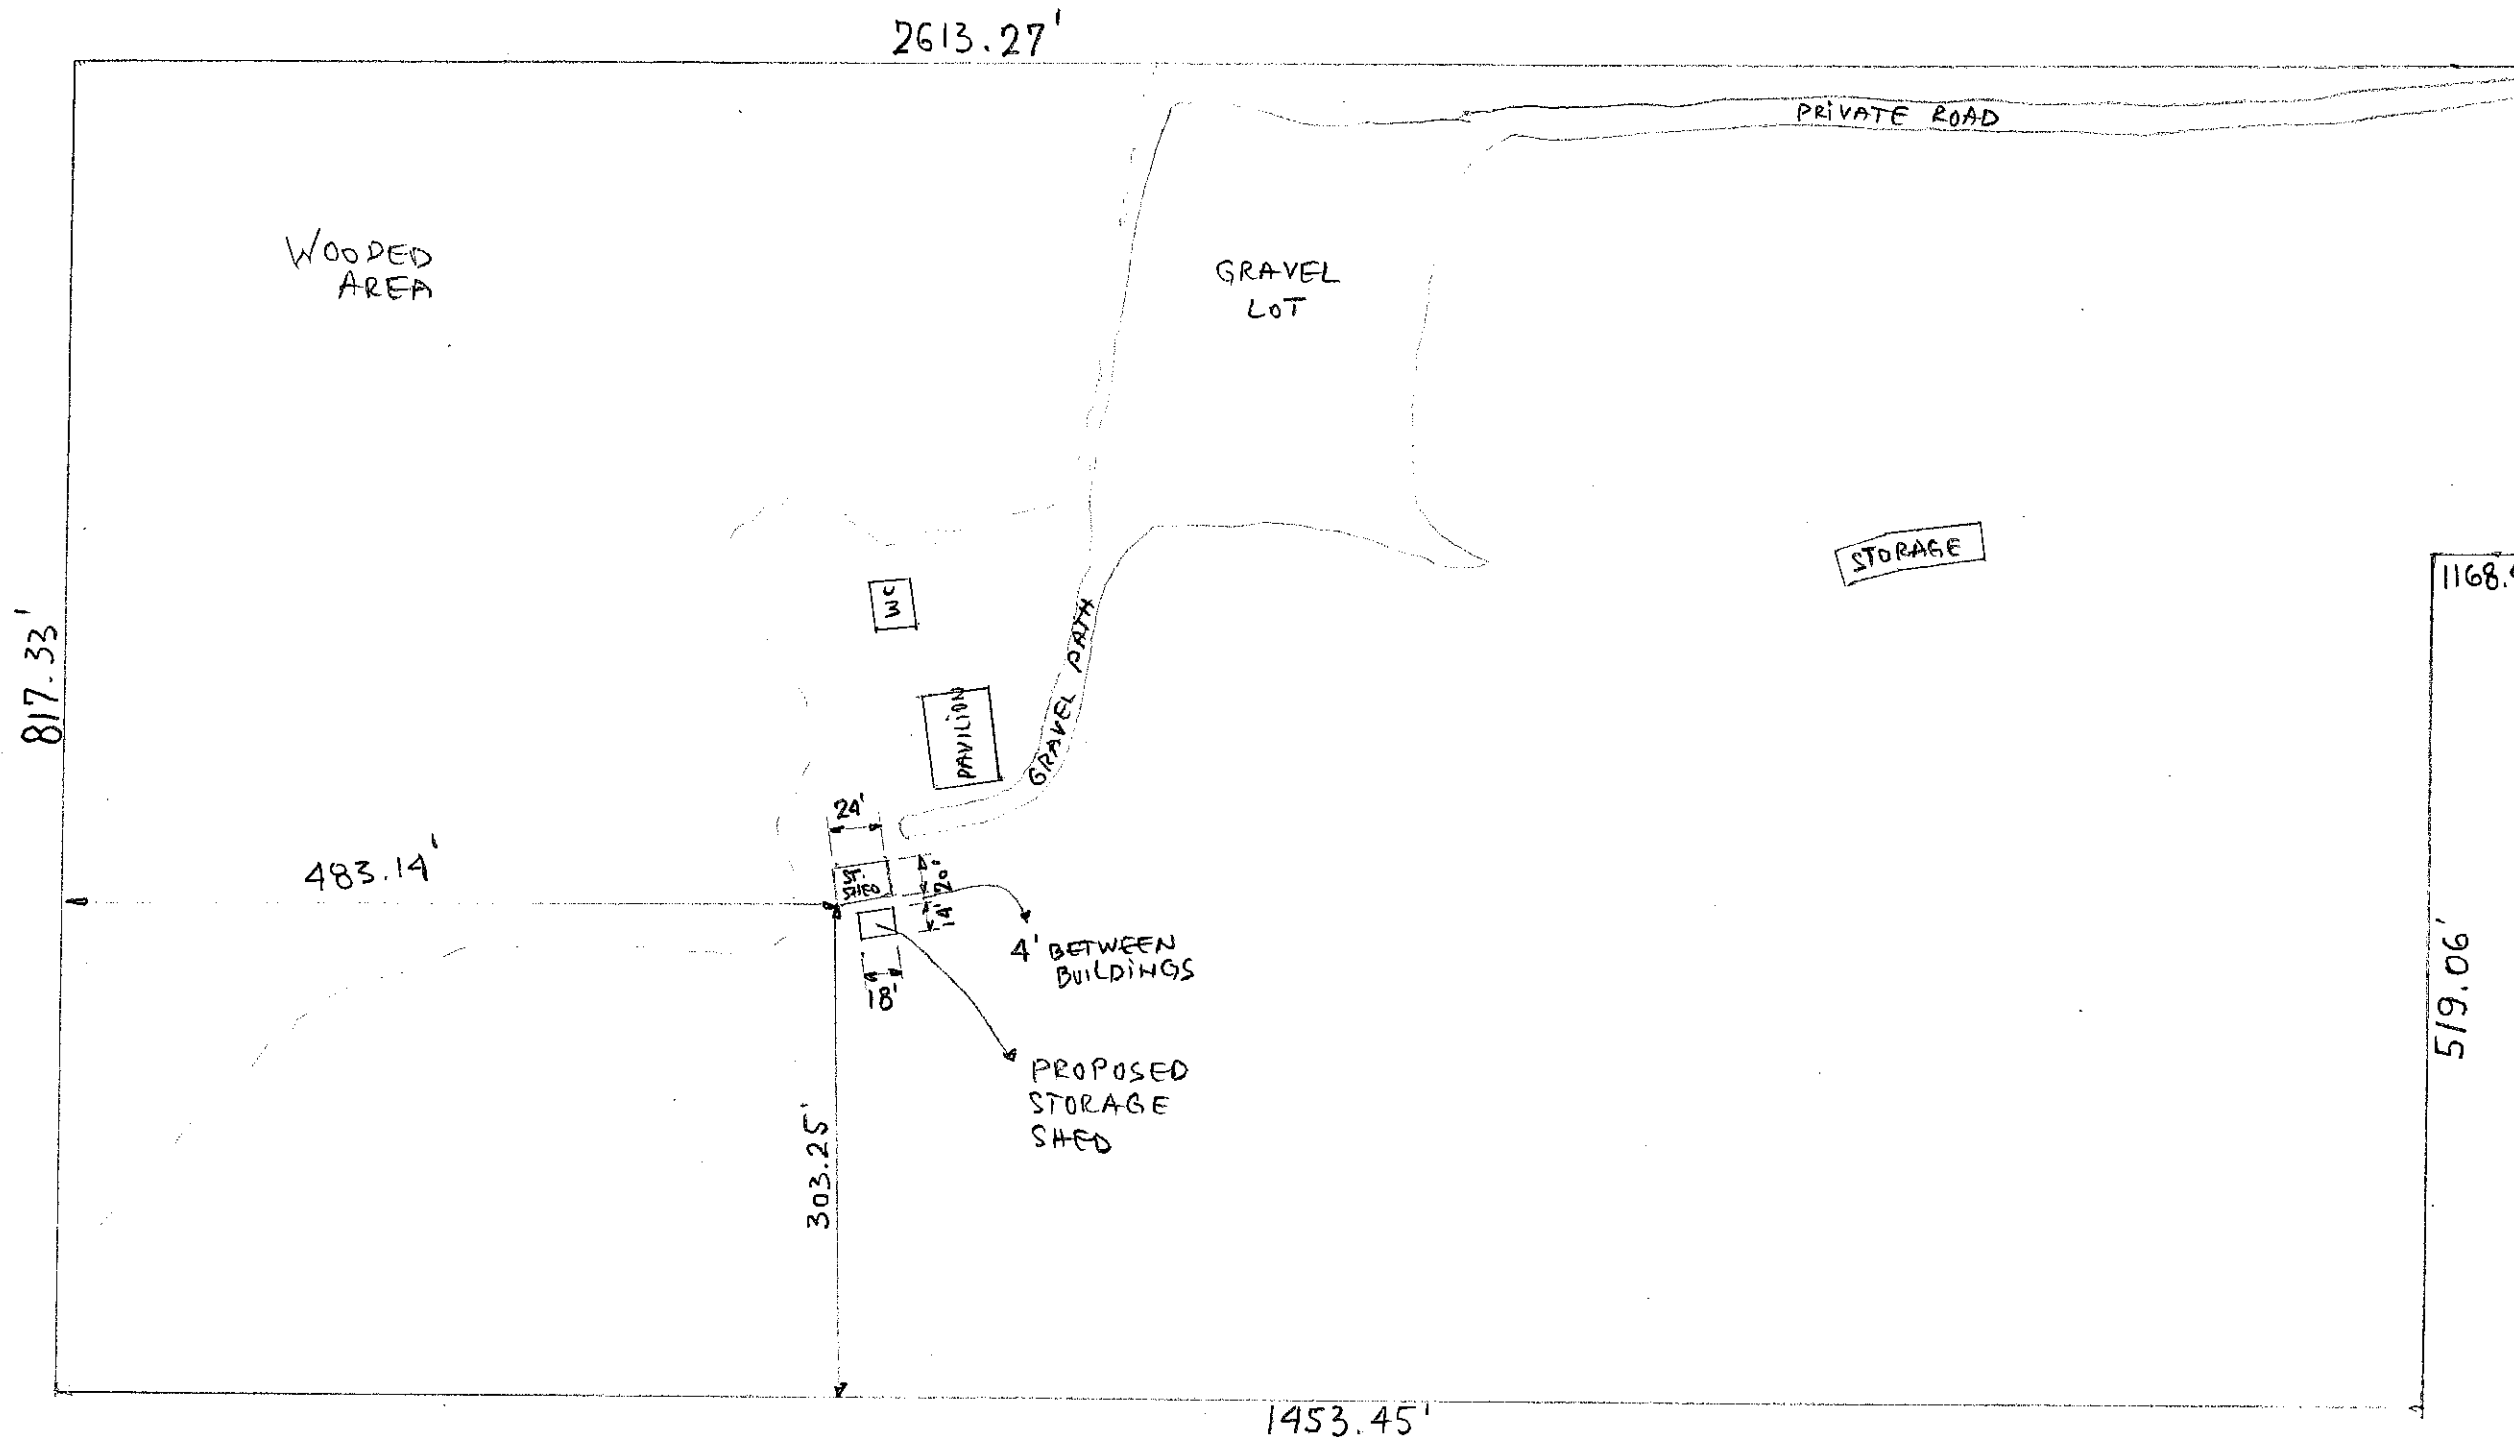 2613.27'
PRIVATE ROAD
WOODED
AREA
GRAVEL
LOT
STORAGE
1168.
WC
817.33'
GRAVEL PATH
PAVILION
24'
483.14'
ST.
SHED
20'
14'
4' BETWEEN
BUILDINGS
18'
519.06'
PROPOSED
STORAGE
SHED
303.25'
1453.45'